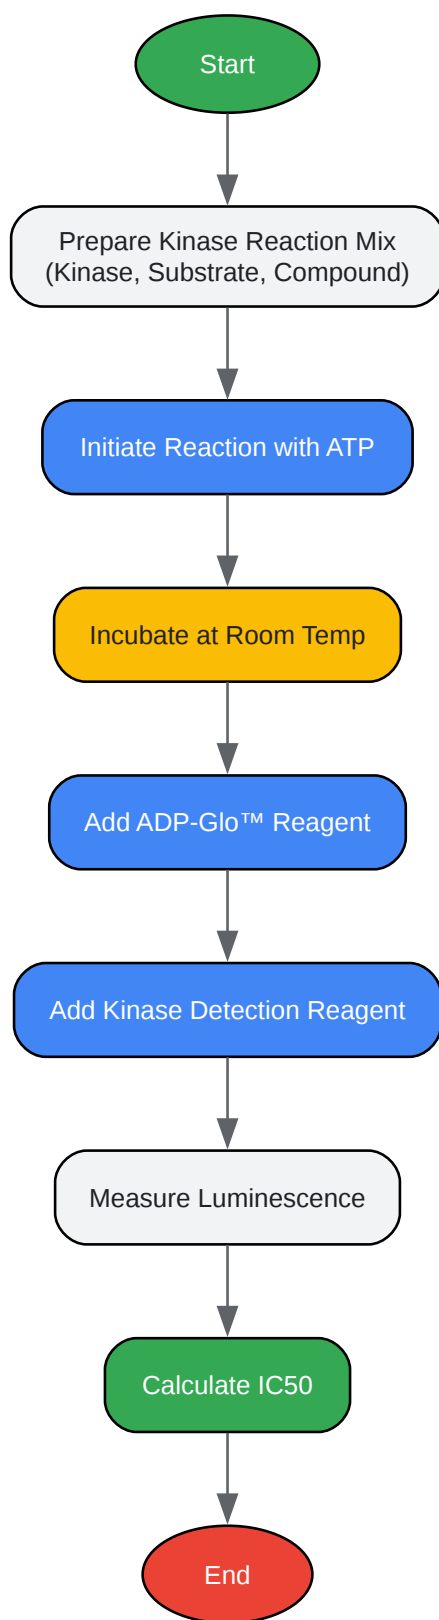 Start
Prepare Kinase Reaction Mix
(Kinase, Substrate, Compound)
Initiate Reaction with ATP
Incubate at Room Temp
Add ADP-Glo™ Reagent
Add Kinase Detection Reagent
Measure Luminescence
Calculate IC50
End